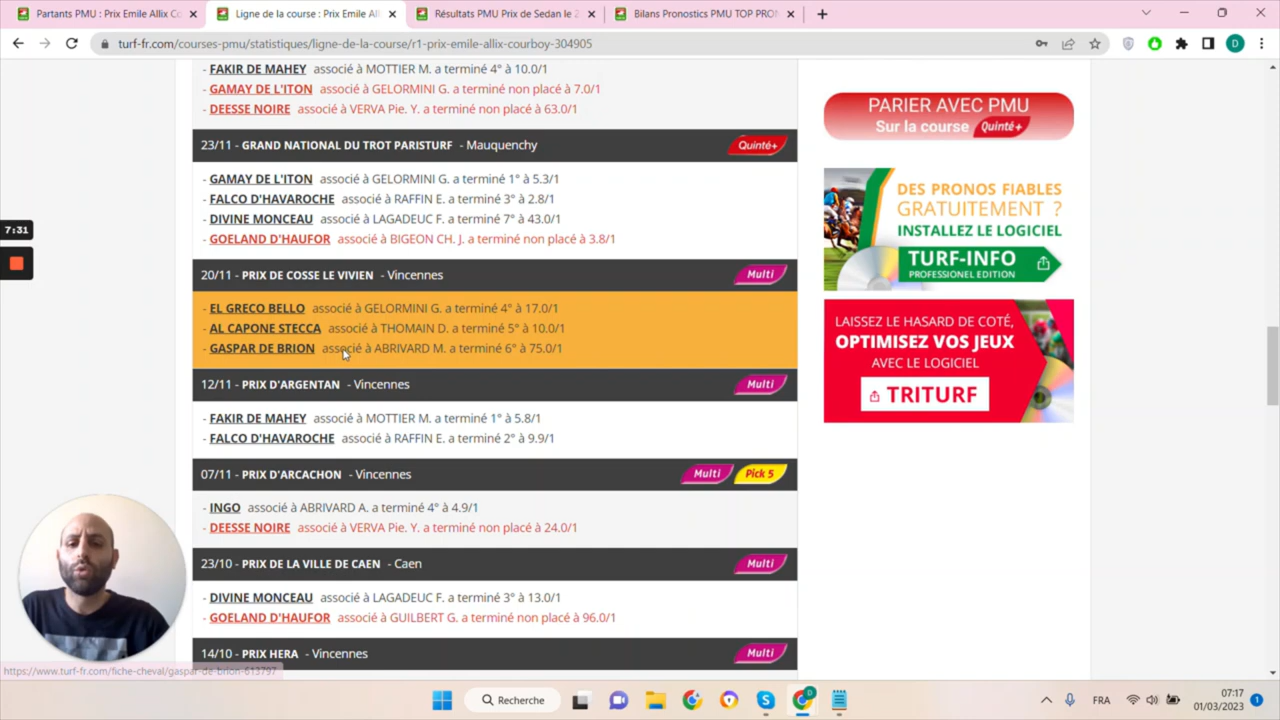 Partants PMU : Prix Emile Allix Co
Ligne de la course : Prix Emile All
Résultats PMU Prix de Sedan le 2
Bilans Pronostics PMU TOP PRON
turf-fr.com/courses-pmu/statistiques/ligne-de-la-course/r1-prix-emile-allix-courboy-304905
- FAKIR DE MAHEY associé à MOTTIER M. a terminé 4° à 10.0/1
- GAMAY DE L'ITON associé à GELORMINI G. a terminé non placé à 7.0/1
- DEESSE NOIRE associé à VERVA Pie. Y. a terminé non placé à 63.0/1
23/11 - GRAND NATIONAL DU TROT PARISTURF - Mauquenchy Quinté+
- GAMAY DE L'ITON associé à GELORMINI G. a terminé 1° à 5.3/1
- FALCO D'HAVAROCHE associé à RAFFIN E. a terminé 3° à 2.8/1
- DIVINE MONCEAU associé à LAGADEUC F. a terminé 7° à 43.0/1
- GOELAND D'HAUFOR associé à BIGEON CH. J. a terminé non placé à 3.8/1
20/11 - PRIX DE COSSE LE VIVIEN - Vincennes Multi
- EL GRECO BELLO associé à GELORMINI G. a terminé 4° à 17.0/1
- AL CAPONE STECCA associé à THOMAIN D. a terminé 5° à 10.0/1
- GASPAR DE BRION associé à ABRIVARD M. a terminé 6° à 75.0/1
12/11 - PRIX D'ARGENTAN - Vincennes Multi
- FAKIR DE MAHEY associé à MOTTIER M. a terminé 1° à 5.8/1
- FALCO D'HAVAROCHE associé à RAFFIN E. a terminé 2° à 9.9/1
07/11 - PRIX D'ARCACHON - Vincennes Multi Pick 5
- INGO associé à ABRIVARD A. a terminé 4° à 4.9/1
- DEESSE NOIRE associé à VERVA Pie. Y. a terminé non placé à 24.0/1
23/10 - PRIX DE LA VILLE DE CAEN - Caen Multi
- DIVINE MONCEAU associé à LAGADEUC F. a terminé 3° à 13.0/1
- GOELAND D'HAUFOR associé à GUILBERT G. a terminé non placé à 96.0/1
14/10 - PRIX HERA - Vincennes Multi
PARIER AVEC PMU
Sur la course Quinté+
DES PRONOS FIABLES
GRATUITEMENT ?
INSTALLEZ LE LOGICIEL
TURF-INFO
PROFESSIONEL EDITION
LAISSEZ LE HASARD DE COTÉ,
OPTIMISEZ VOS JEUX
AVEC LE LOGICIEL
TRITURF
7:31
https://www.turf-fr.com/fiche-cheval/gaspar-de-brion-613797
Recherche
FRA
07:17
01/03/2023
1
D
D